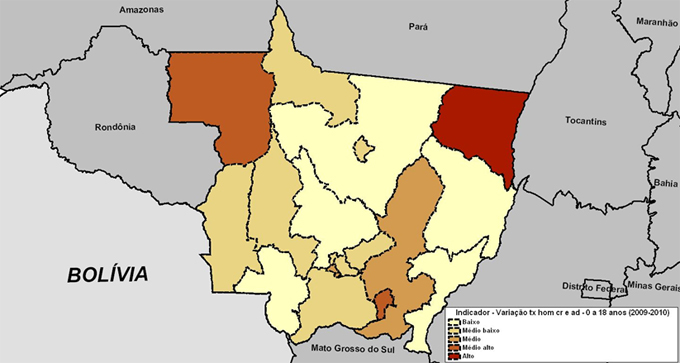 Amazonas
Pará
Maranhão
Rondônia
Tocantins
Bahia
BOLÍVIA
Distrito Federal
Minas Gerais
Mato Grosso do Sul
Indicador - Variação tx hom cr e ad - 0 a 18 anos (2009-2010)
Baixo
Médio baixo
Médio
Médio alto
Alto